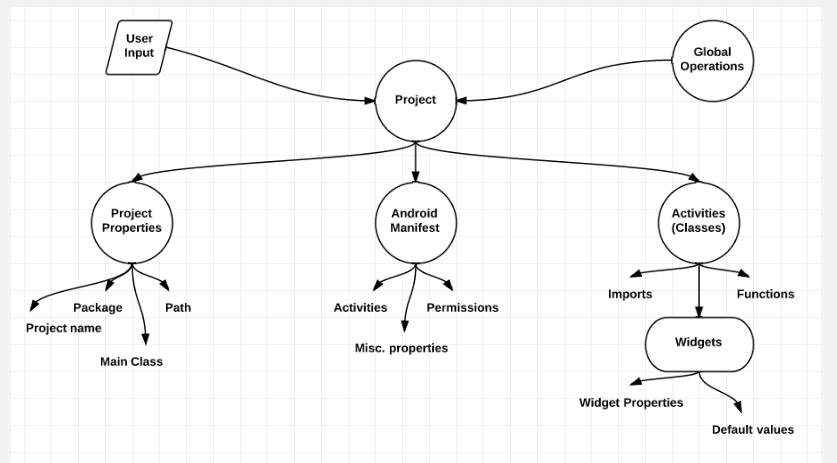 User
Input
Global
Operations
Project
Project
Properties
Android
Manifest
Activities
(Classes)
Package
Path
Project name
Main Class
Activities
Permissions
Misc. properties
Imports
Functions
Widgets
Widget Properties
Default values